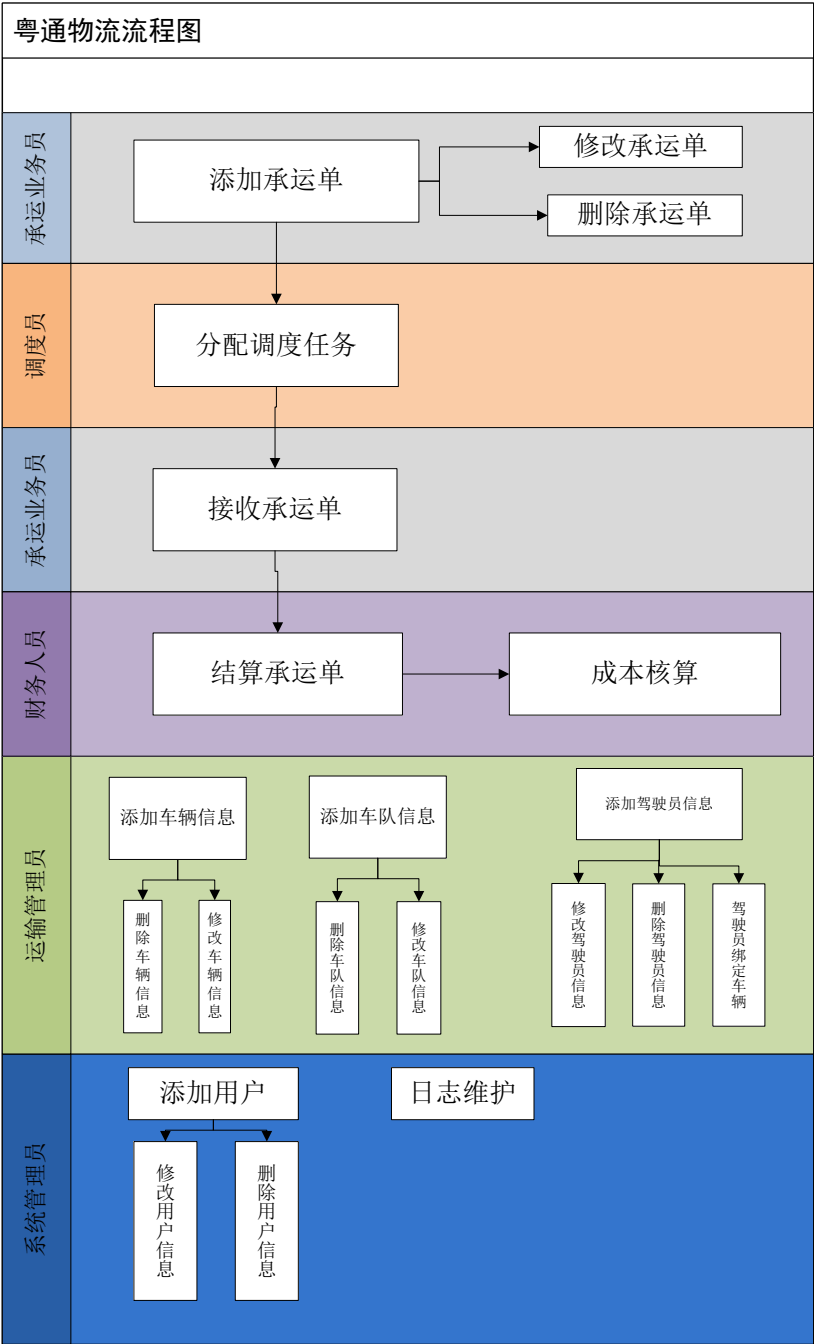 粤通物流流程图
承运业务员
添加承运单
修改承运单
删除承运单
调度员
分配调度任务
承运业务员
接收承运单
财务人员
结算承运单
成本核算
运输管理员
添加车辆信息
添加车队信息
添加驾驶员信息
删除车辆信息
修改车辆信息
删除车队信息
修改车队信息
修改驾驶员信息
删除驾驶员信息
驾驶员绑定车辆
系统管理员
添加用户
日志维护
修改用户信息
删除用户信息